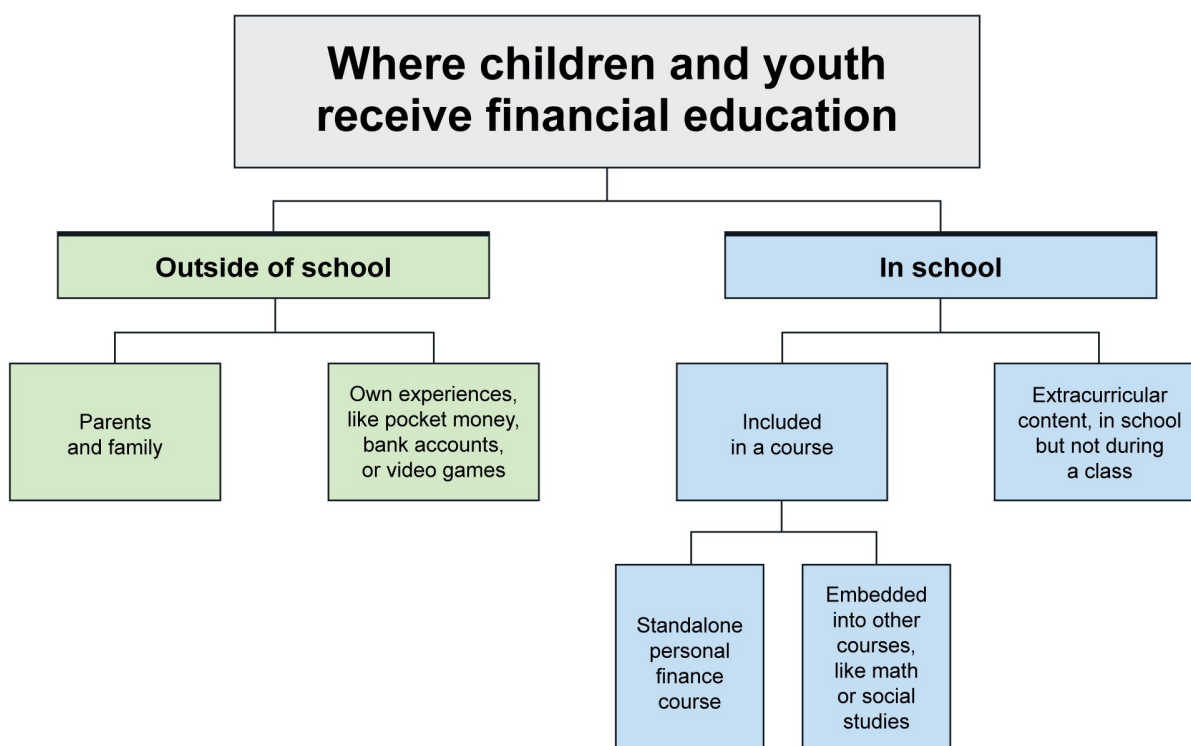 Where children and youth
receive financial education
Outside of school
In school
Parents
and family
Own experiences,
like pocket money,
bank accounts,
or video games
Included
in a course
Extracurricular
content, in school
but not during
a class
Standalone
personal
finance
course
Embedded
into other
courses,
like math
or social
studies